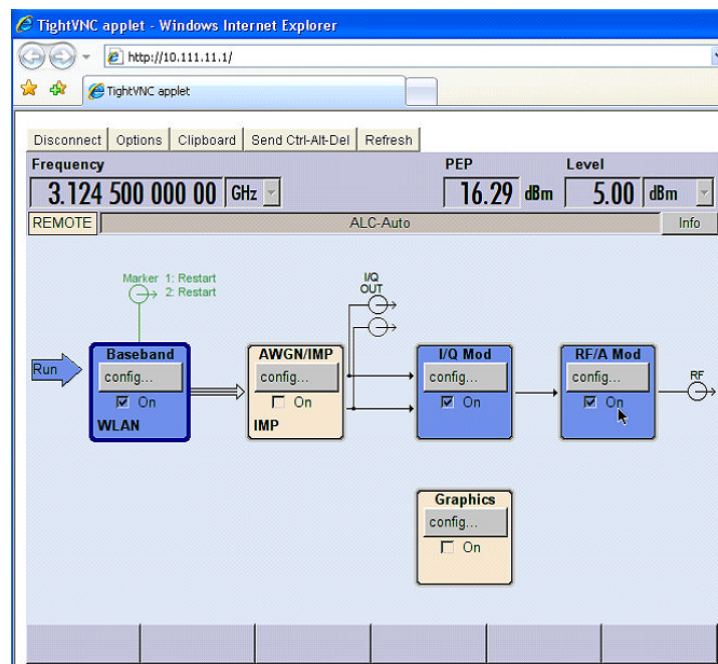 TightVNC applet - Windows Internet Explorer
http://10.111.11.1/
TightVNC applet
Disconnect Options Clipboard Send Ctrl-Alt-Del Refresh
Frequency PEP Level
3.124 500 000 00 GHz 16.29 dBm 5.00 dBm
REMOTE ALC-Auto Info
Marker 1: Restart
2: Restart
I/Q
OUT
Run
Baseband AWGN/IMP I/Q Mod RF/A Mod
config... config... config... config... RF
On On On On
WLAN IMP
Graphics
config...
On